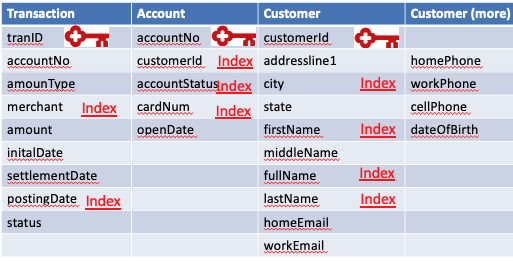 Transaction Account Customer Customer (more)
tranID accountNo customerId
accountNo customerId Index addressline1 homePhone
amounType accountStatus Index city Index workPhone
merchant Index cardNum Index state cellPhone
amount openDate firstName Index dateOfBirth
initalDate middleName
settlementDate fullName Index
postingDate Index lastName Index
status homeEmail
workEmail